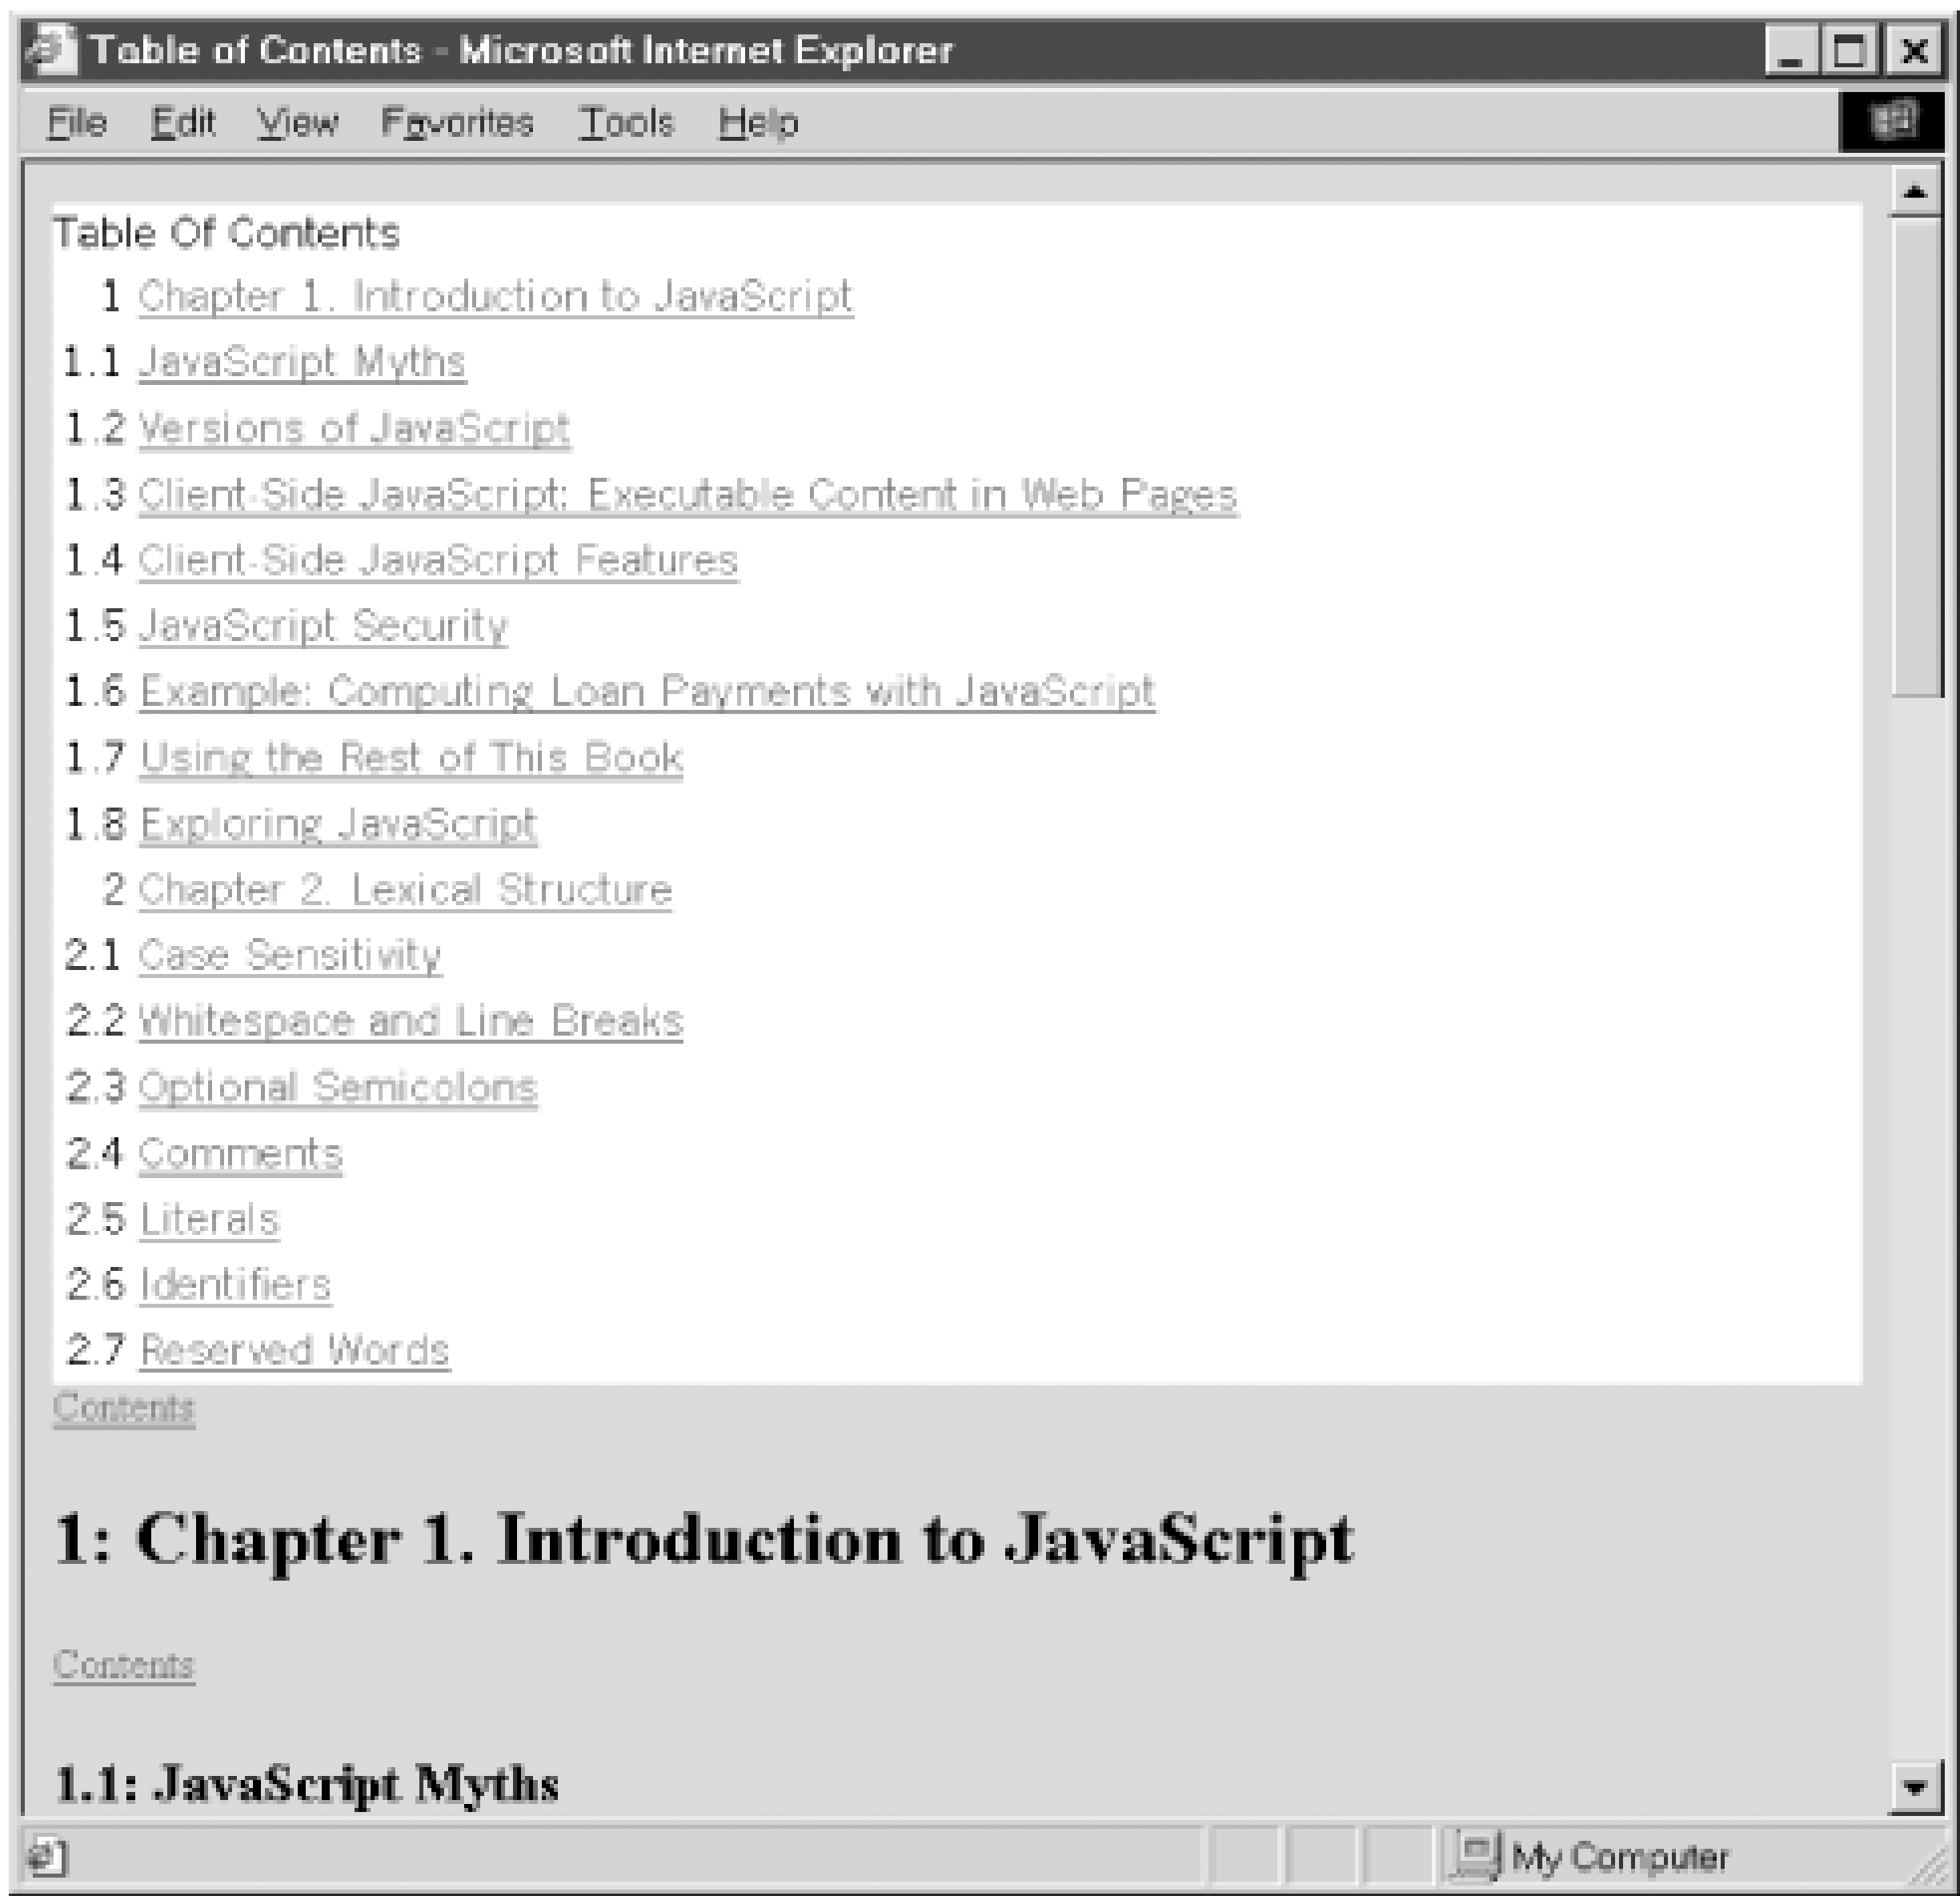 Table of Contents - Microsoft Internet Explorer
File Edit View Favorites Tools Help
Table Of Contents
1 Chapter 1. Introduction to JavaScript
1.1 JavaScript Myths
1.2 Versions of JavaScript
1.3 Client-Side JavaScript: Executable Content in Web Pages
1.4 Client-Side JavaScript Features
1.5 JavaScript Security
1.6 Example: Computing Loan Payments with JavaScript
1.7 Using the Rest of This Book
1.8 Exploring JavaScript
2 Chapter 2. Lexical Structure
2.1 Case Sensitivity
2.2 Whitespace and Line Breaks
2.3 Optional Semicolons
2.4 Comments
2.5 Literals
2.6 Identifiers
2.7 Reserved Words
Contents
1: Chapter 1. Introduction to JavaScript
Contents
1.1: JavaScript Myths
My Computer